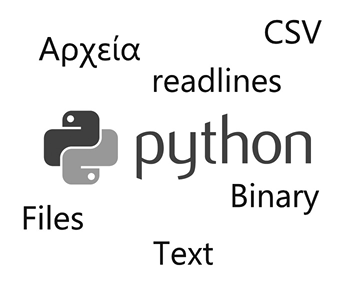 CSV
Αρχεία
readlines
python
Binary
Files
Text